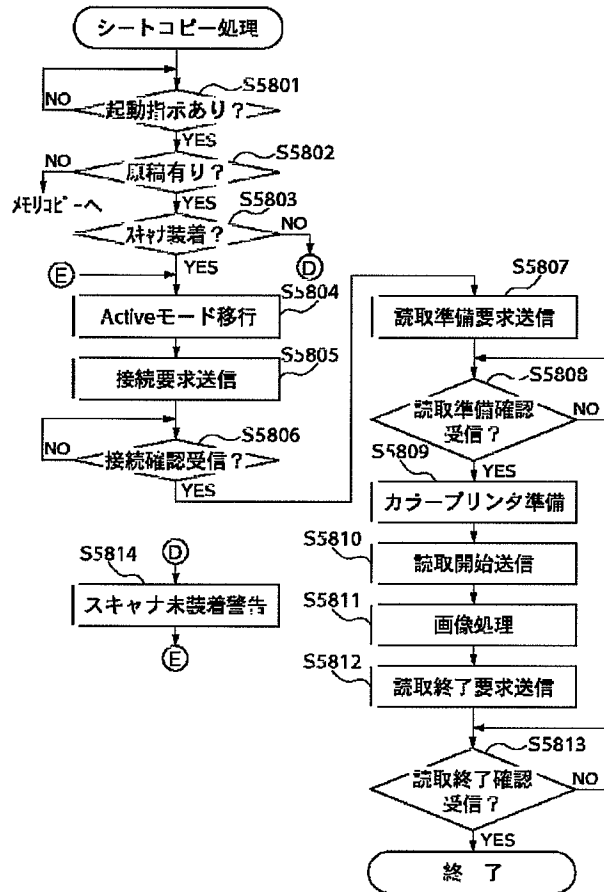 シートコピー処理
S5801
NO
起動指示あり？
YES
S5802
NO
原稿有り？
メモリコピーへ
YES
S5803
NO
スキャナ装着？
YES
D
E
S5804
Activeモード移行
S5805
接続要求送信
S5806
NO
接続確認受信？
YES
S5814
D
スキャナ未装着警告
E
S5807
読取準備要求送信
S5808
読取準備確認
受信？
NO
YES
S5809
カラープリンタ準備
S5810
読取開始送信
S5811
画像処理
S5812
読取終了要求送信
S5813
読取終了確認
受信？
NO
YES
終 了